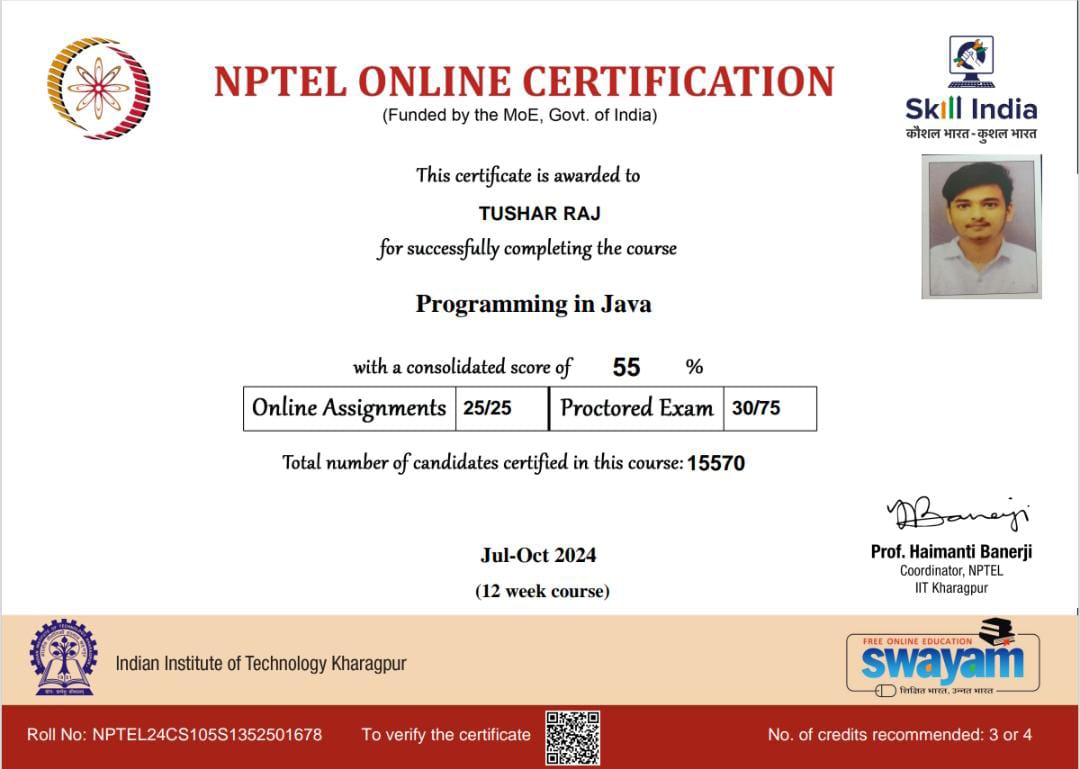 NPTEL ONLINE CERTIFICATION
(Funded by the MoE, Govt. of India)
Skill India
कौशल भारत - कुशल भारत
This certificate is awarded to
TUSHAR RAJ
for successfully completing the course
Programming in Java
with a consolidated score of 55 %
Online Assignments 25/25 Proctored Exam 30/75
Total number of candidates certified in this course: 15570
Prof. Haimanti Banerji
Coordinator, NPTEL
IIT Kharagpur
Jul-Oct 2024
(12 week course)
Indian Institute of Technology Kharagpur
FREE ONLINE EDUCATION
swayam
शिक्षित भारत, उन्नत भारत
Roll No: NPTEL24CS105S1352501678 To verify the certificate No. of credits recommended: 3 or 4